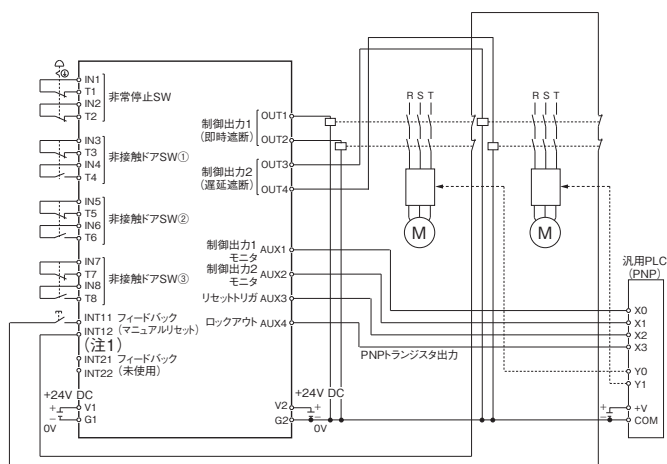 IN1
T1
IN2
T2
非常停止SW
IN3
T3
IN4
T4
非接触ドアSW①
IN5
T5
IN6
T6
非接触ドアSW②
IN7
T7
IN8
T8
非接触ドアSW③
INT11 フィードバック
INT12 (マニュアルリセット)
(注1)
INT21 フィードバック
INT22 (未使用)
+24V DC
+
−
0V
V1
G1
制御出力1
(即時遮断)
OUT1
OUT2
制御出力2
(遅延遮断)
OUT3
OUT4
制御出力1
モニタ
AUX1
制御出力2
モニタ
AUX2
リセットトリガ AUX3
ロックアウト AUX4
PNPトランジスタ出力
+24V DC
V2
G2
+
−
0V
R S T
M
R S T
M
汎用PLC
(PNP)
X0
X1
X2
X3
Y0
Y1
+
−
+V
COM